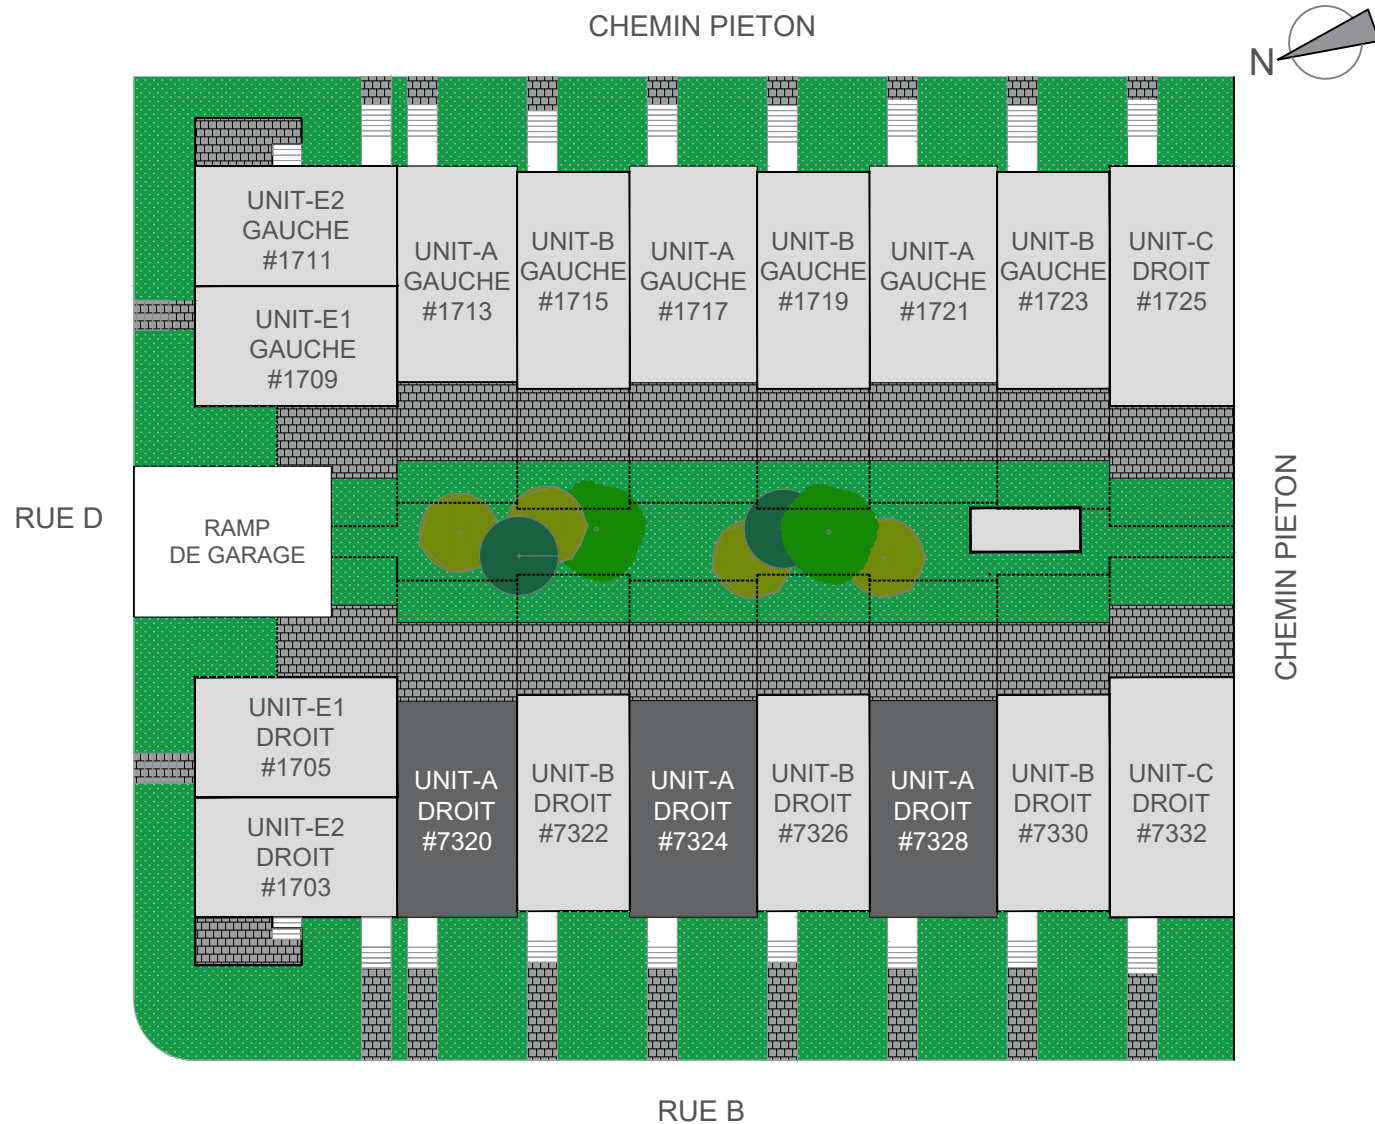 CHEMIN PIETON
N
UNIT-E2
GAUCHE
#1711
UNIT-E1
GAUCHE
#1709
UNIT-A
GAUCHE
#1713
UNIT-B
GAUCHE
#1715
UNIT-A
GAUCHE
#1717
UNIT-B
GAUCHE
#1719
UNIT-A
GAUCHE
#1721
UNIT-B
GAUCHE
#1723
UNIT-C
DROIT
#1725
RUE D
RAMP
DE GARAGE
CHEMIN PIETON
UNIT-E1
DROIT
#1705
UNIT-E2
DROIT
#1703
UNIT-A
DROIT
#7320
UNIT-B
DROIT
#7322
UNIT-A
DROIT
#7324
UNIT-B
DROIT
#7326
UNIT-A
DROIT
#7328
UNIT-B
DROIT
#7330
UNIT-C
DROIT
#7332
RUE B